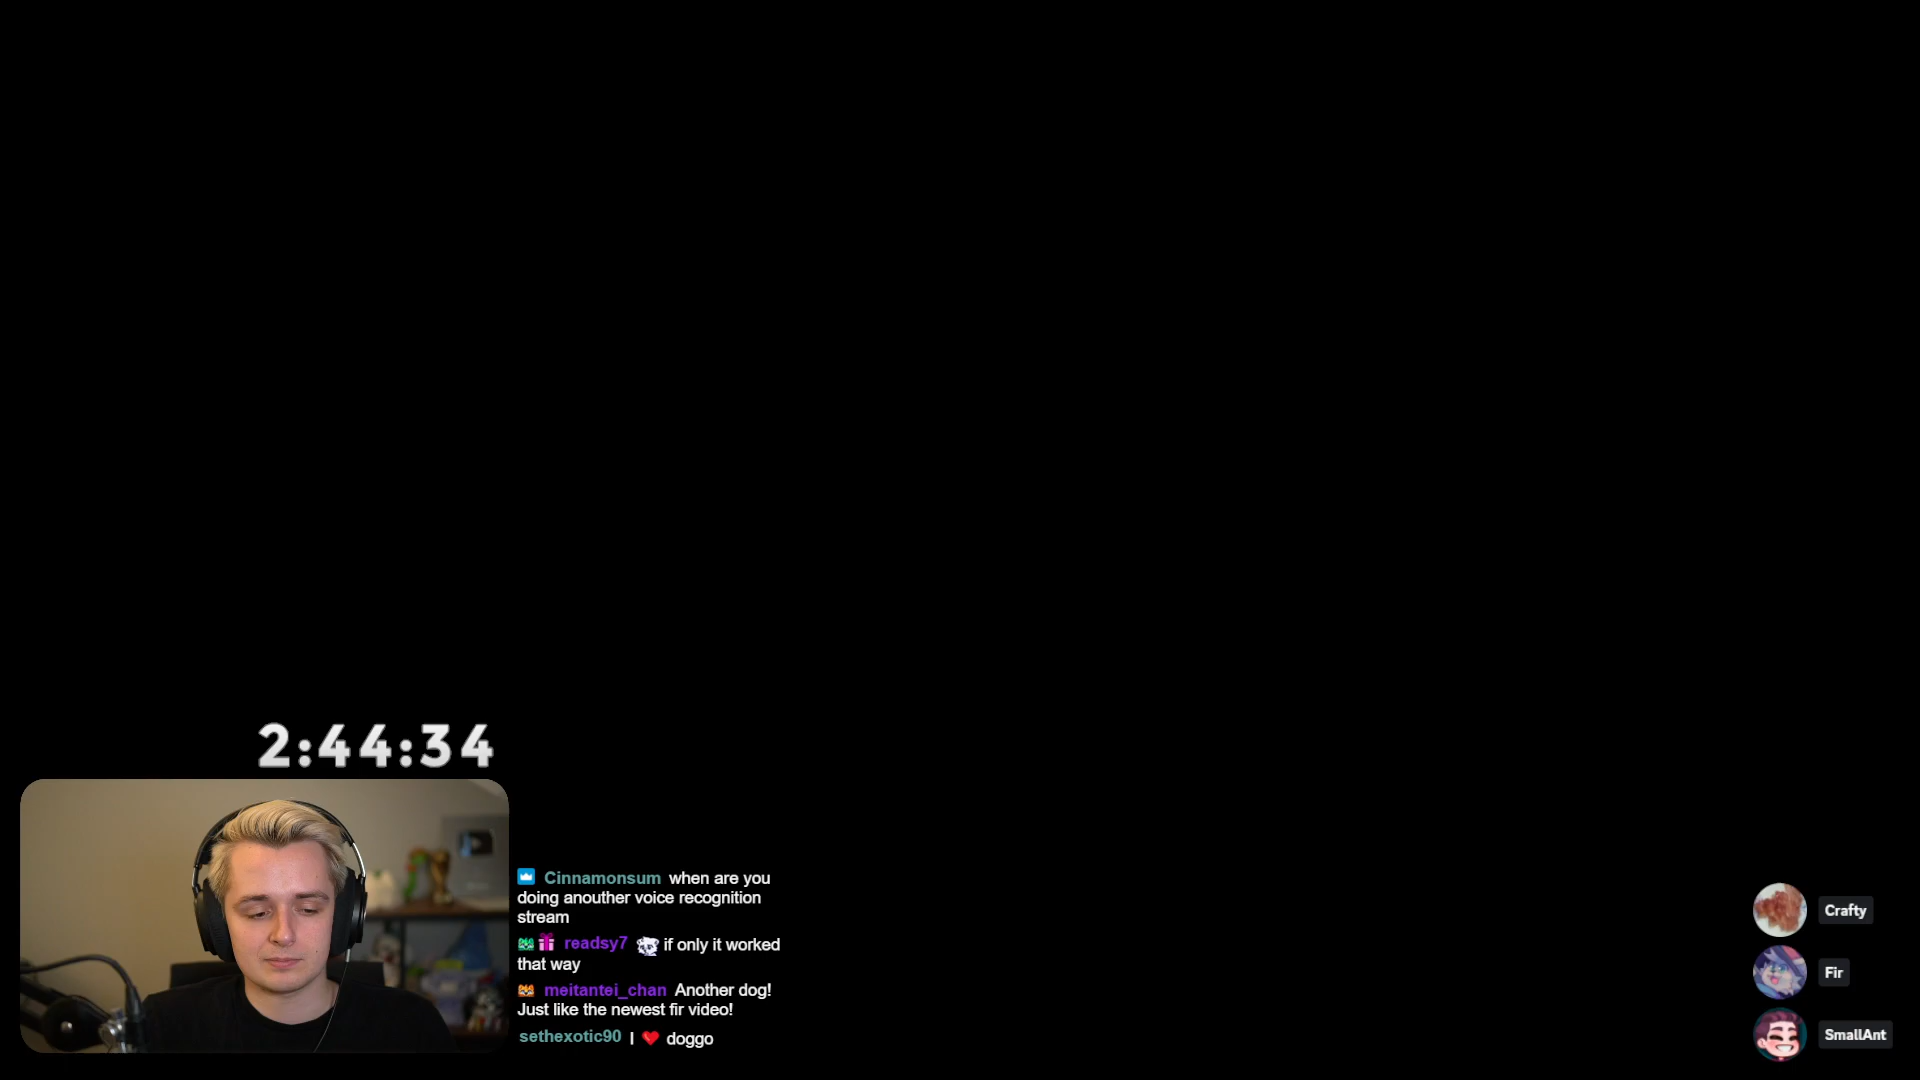 2:44:34
Cinnamonsum when are you
doing anouther voice recognition
stream
readsy7 if only it worked
that way
meitantei_chan Another dog!
Just like the newest fir video!
sethexotic90 I ❤ doggo
Crafty
Fir
SmallAnt